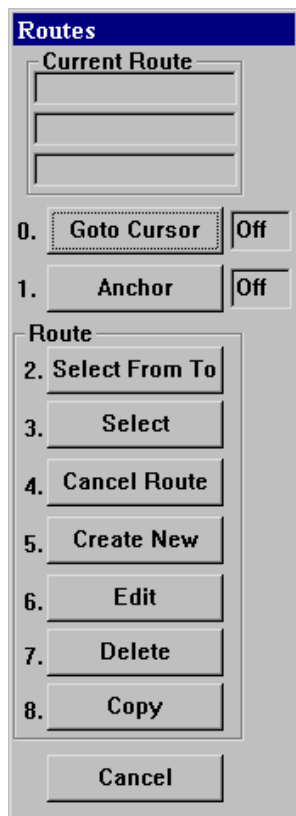 Routes
Current Route
0. Goto Cursor Off
1. Anchor Off
Route
2. Select From To
3. Select
4. Cancel Route
5. Create New
6. Edit
7. Delete
8. Copy
Cancel